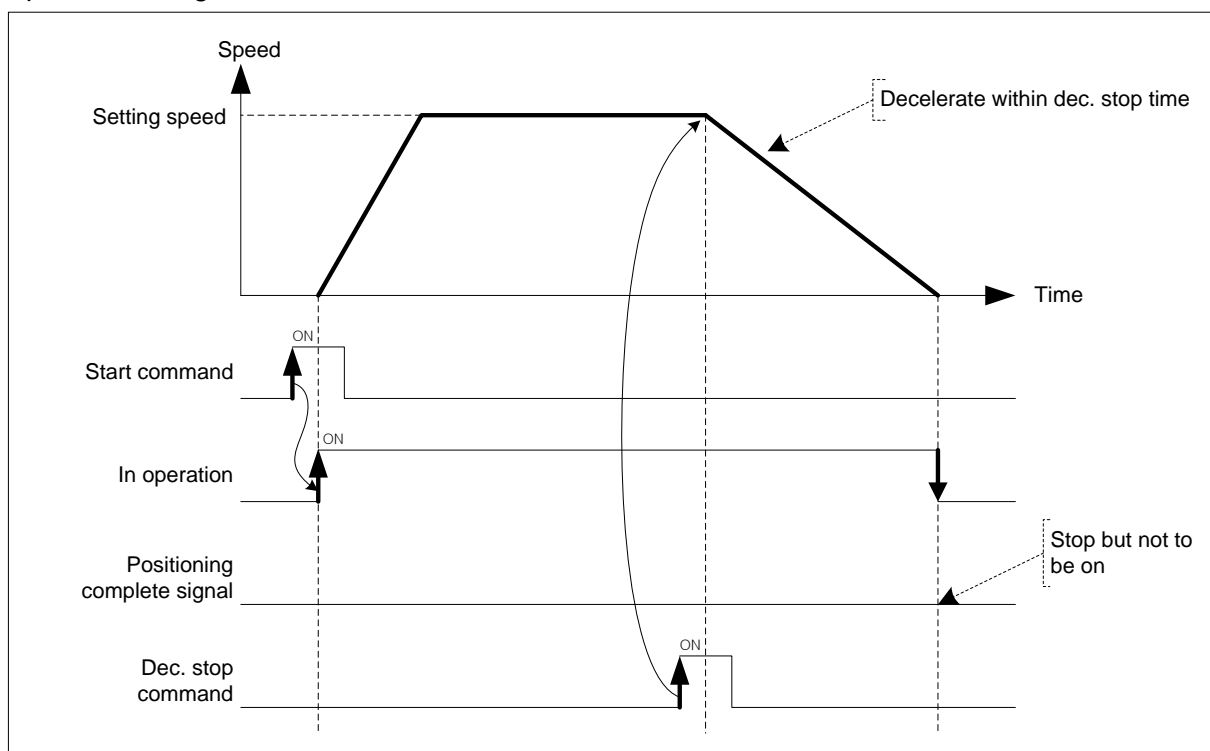 Speed
Setting speed
Decelerate within dec. stop time
Time
ON
Start command
ON
In operation
Stop but not to
be on
Positioning
complete signal
ON
Dec. stop
command